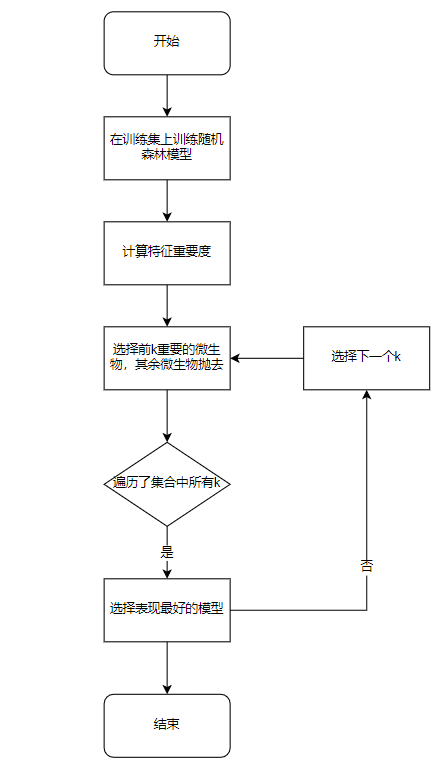 开始
在训练集上训练随机
森林模型
计算特征重要度
选择前k重要的微生
物，其余微生物抛去
选择下一个k
遍历了集合中所有k
是
否
选择表现最好的模型
结束